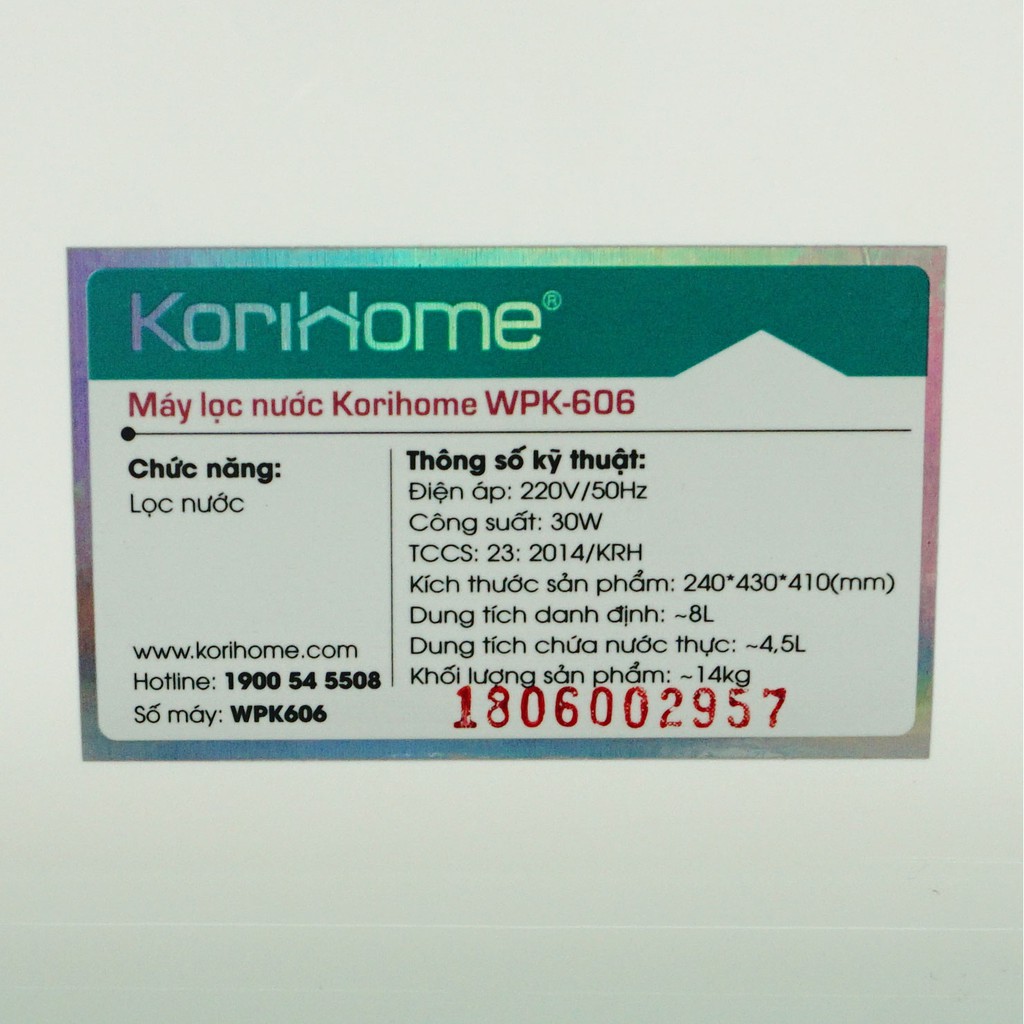 KoriHome®
Máy lọc nước Korihome WPK-606
Chức năng:
Lọc nước
www.korihome.com
Hotline: 1900 54 5508
Số máy: WPK606
Thông số kỹ thuật:
Điện áp: 220V/50Hz
Công suất: 30W
TCCS: 23: 2014/KRH
Kích thước sản phẩm: 240*430*410(mm)
Dung tích danh định: ~8L
Dung tích chứa nước thực: ~4,5L
Khối lượng sản phẩm: ~14kg
1806002957